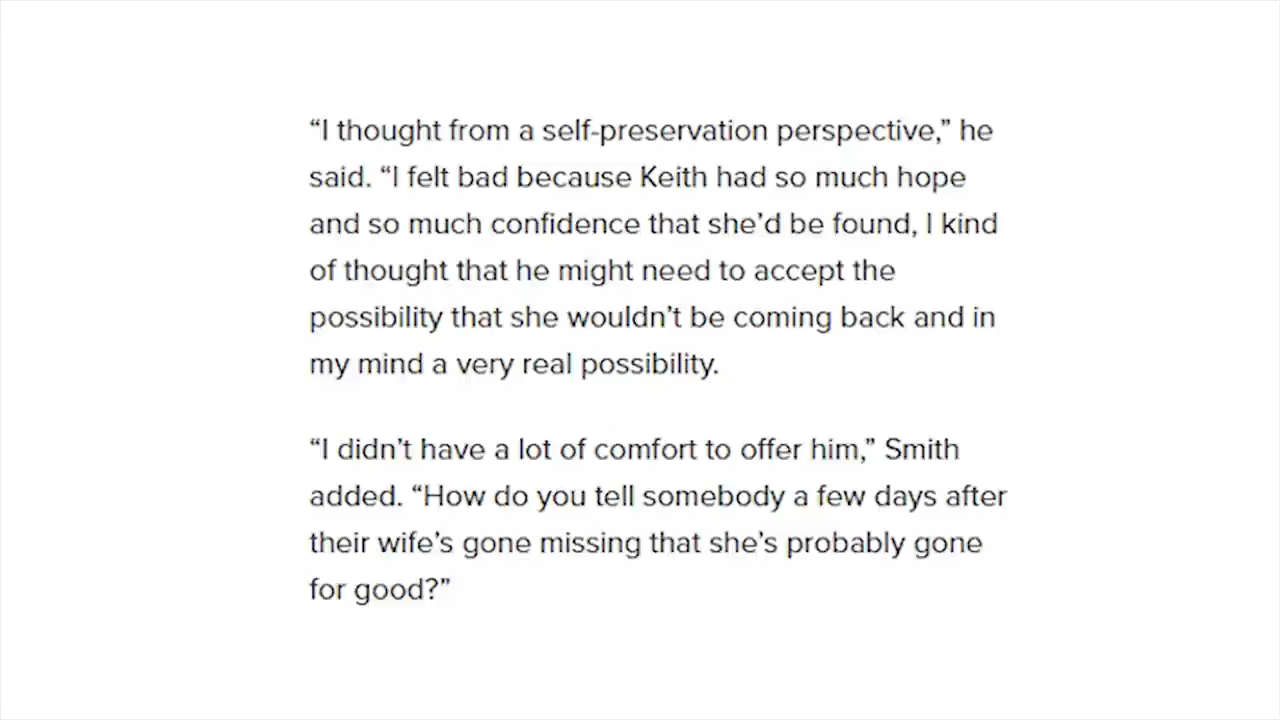 “I thought from a self-preservation perspective,” he
said. “I felt bad because Keith had so much hope
and so much confidence that she’d be found, I kind
of thought that he might need to accept the
possibility that she wouldn’t be coming back and in
my mind a very real possibility.
“I didn’t have a lot of comfort to offer him,” Smith
added. “How do you tell somebody a few days after
their wife’s gone missing that she’s probably gone
for good?”